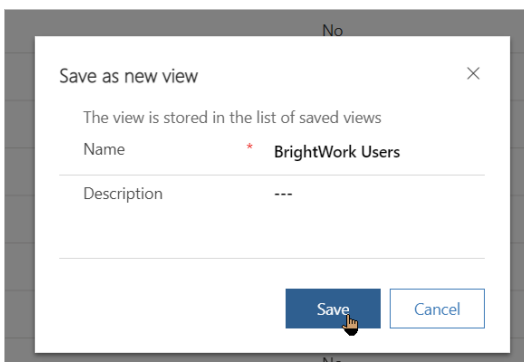 No
Save as new view
The view is stored in the list of saved views
Name * BrightWork Users
Description ---
Save Cancel
No